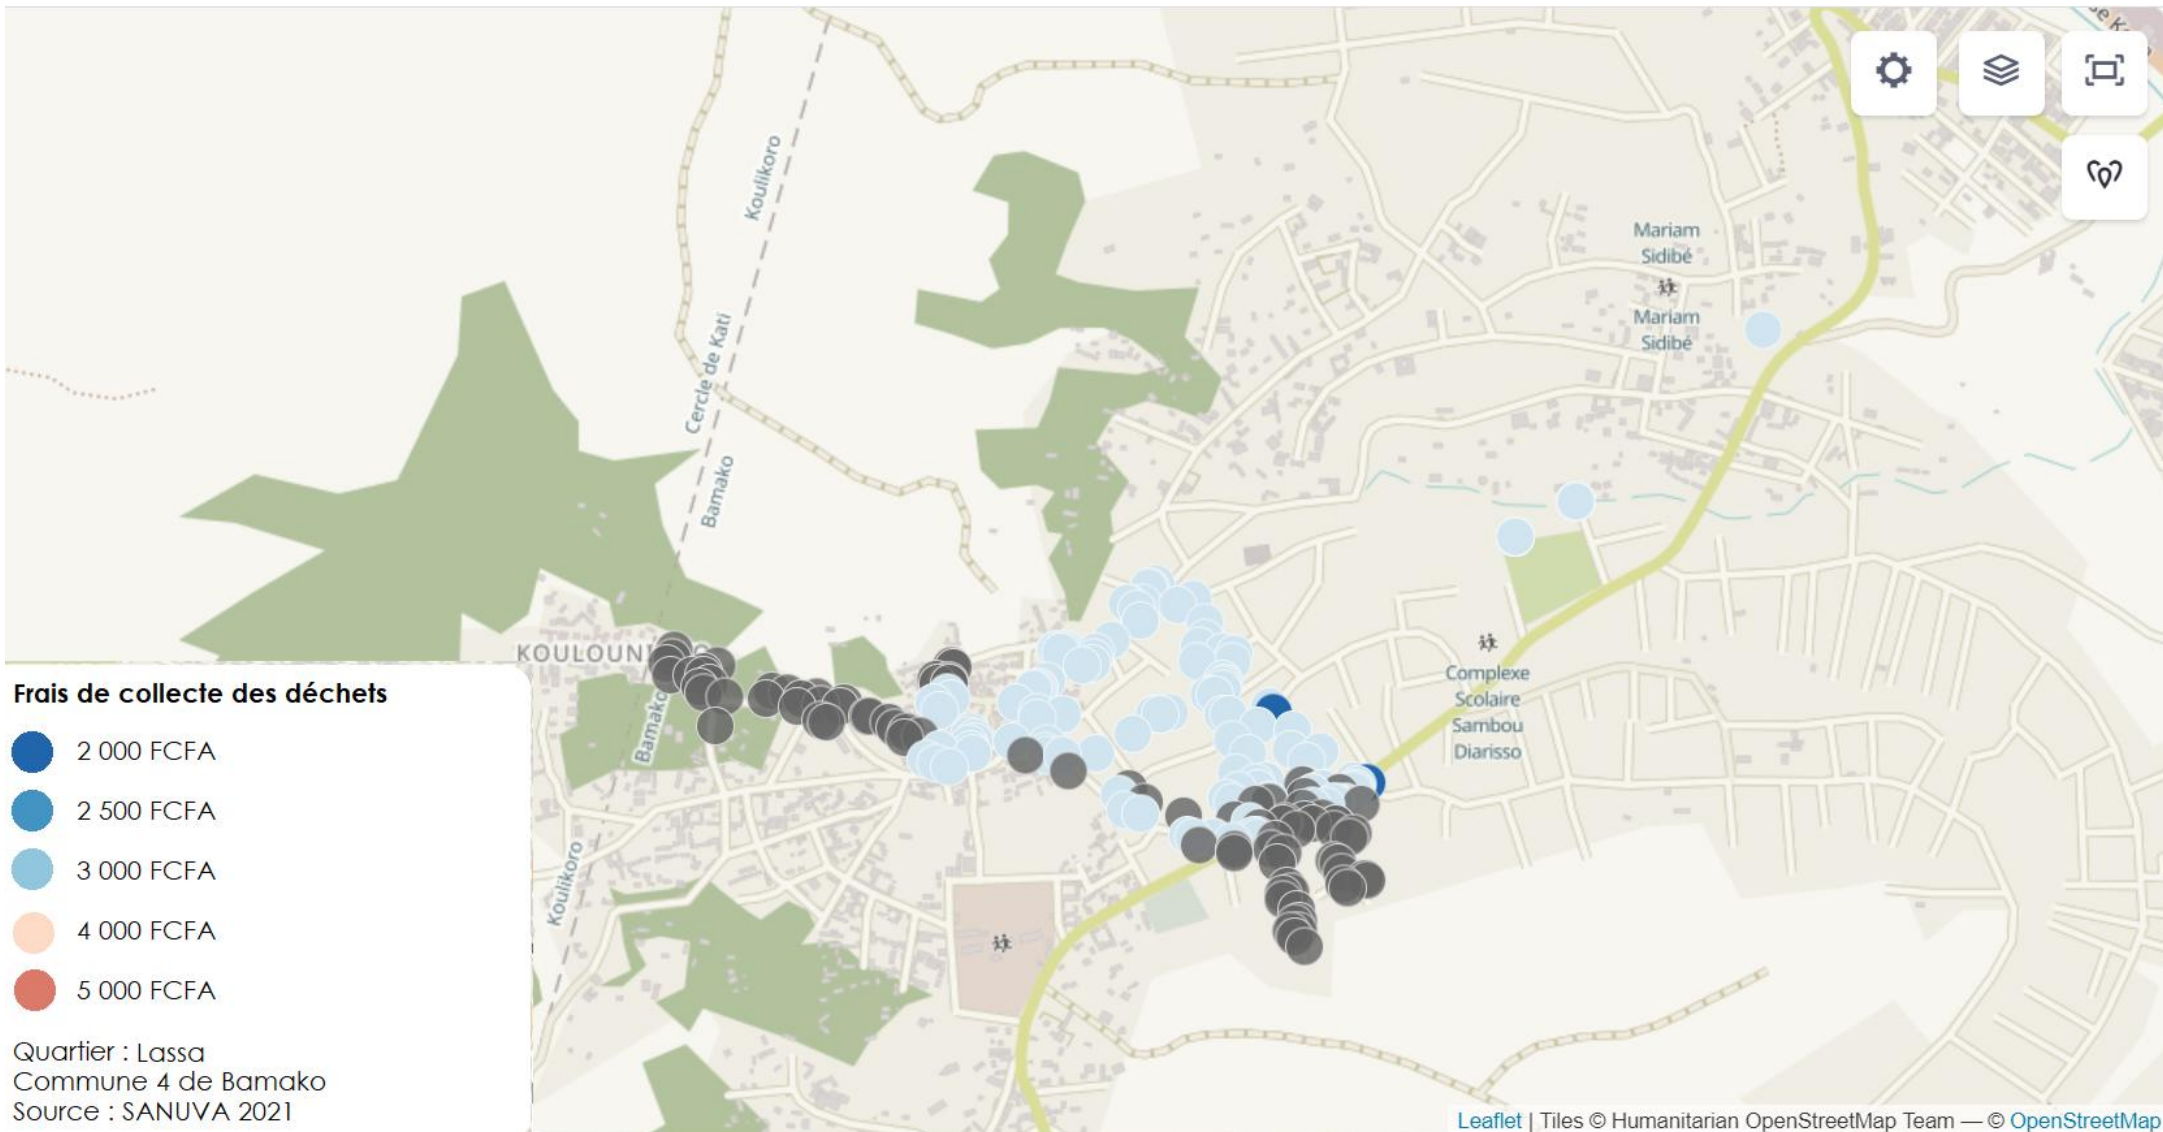 Koulikoro
Cercle de Kati
Bamako
Mariam
Sidibé
Mariam
Sidibé
Complexe
Scolaire
Sambou
Diarisso
Bamako
Koulikoro
Frais de collecte des déchets
2 000 FCFA
2 500 FCFA
3 000 FCFA
4 000 FCFA
5 000 FCFA
Quartier : Lassa
Commune 4 de Bamako
Source : SANUVA 2021
Leaflet | Tiles © Humanitarian OpenStreetMap Team — © OpenStreetMap